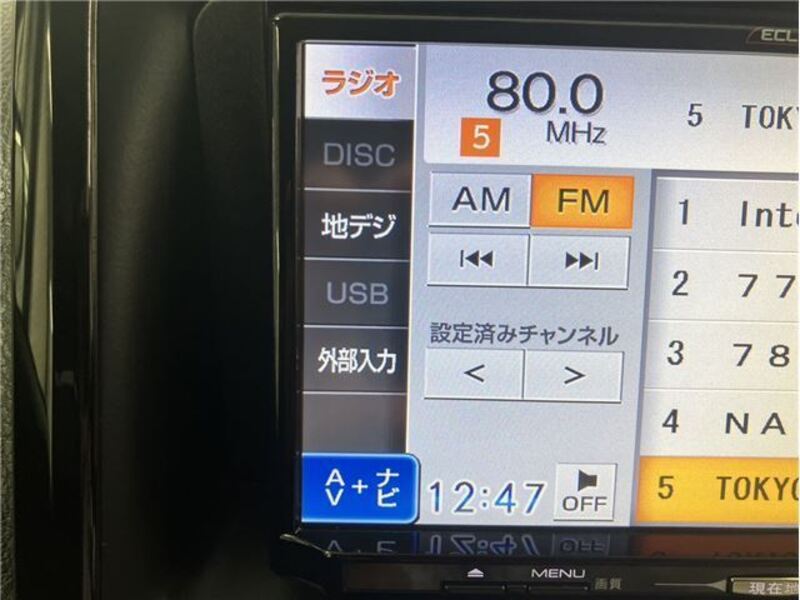 ECL
ラジオ
80.0
5 MHz
5 TOKY
DISC
AM FM
1 Inte
地デジ
2 77
USB
設定済みチャンネル
3 78
外部入力
< >
4 NA
AV+ナビ
12:47
OFF
5 TOKYO
MENU
画質
現在地